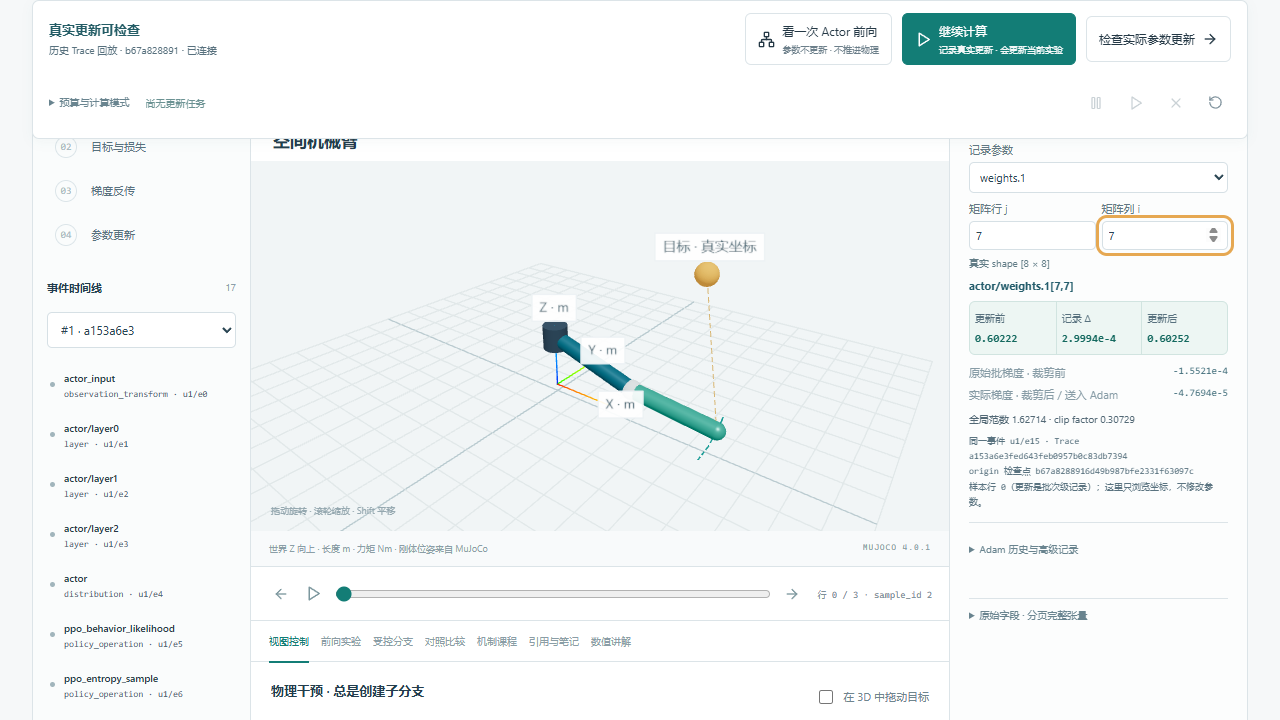 真实更新可检查
历史 Trace 回放 · b67a828891 · 已连接
看一次 Actor 前向
参数不更新 · 不推进物理
继续计算
记录真实更新 · 会更新当前实验
检查实际参数更新
预算与计算模式
尚无更新任务
02
目标与损失
03
梯度反传
04
参数更新
事件时间线
17
#1 · a153a6e3
actor_input
observation_transform · u1/e0
actor/layer0
layer · u1/e1
actor/layer1
layer · u1/e2
actor/layer2
layer · u1/e3
actor
distribution · u1/e4
ppo_behavior_likelihood
policy_operation · u1/e5
ppo_entropy_sample
policy_operation · u1/e6
空间机械臂
目标 · 真实坐标
Z · m
Y · m
X · m
拖动旋转 · 滚轮缩放 · Shift 平移
世界 Z 向上 · 长度 m · 力矩 Nm · 刚体位姿来自 MuJoCo
MUJOCO 4.0.1
行 0 / 3 · sample_id 2
视图控制
前向实验
受控分支
对照比较
机制课程
引用与笔记
数值讲解
物理干预 · 总是创建子分支
在 3D 中拖动目标
记录参数
weights.1
矩阵行 j
矩阵列 i
7
7
真实 shape [8 × 8]
actor/weights.1[7,7]
更新前
记录 Δ
更新后
0.60222
2.9994e-4
0.60252
原始批梯度 · 裁剪前
-1.5521e-4
实际梯度 · 裁剪后 / 送入 Adam
-4.7694e-5
全局范数 1.62714 · clip factor 0.30729
同一事件 u1/e15 · Trace
a153a6e3fed643feb0957b0c83db7394
origin 检查点 b67a8288916d49b987bfe2331f63097c
样本行 0（更新是批次级记录）；这里只浏览坐标，不修改参
数。
Adam 历史与高级记录
原始字段 · 分页完整张量